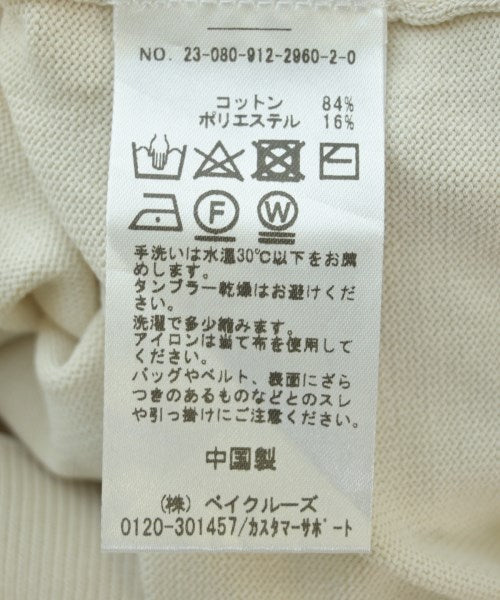 NO. 23-080-912-2960-2-0
コットン 84%
ポリエステル 16%
F W
手洗いは水温30℃以下をお薦
めします。
タンブラー乾燥はお避けくだ
さい。
洗濯で多少縮みます。
アイロンは当て布を使用して
ください。
バッグやベルト、表面にざら
つきのあるものなどとのスレ
や引っ掛けにご注意ください。
中国製
(株) ベイクルーズ
0120-301457/カスタマーサポート